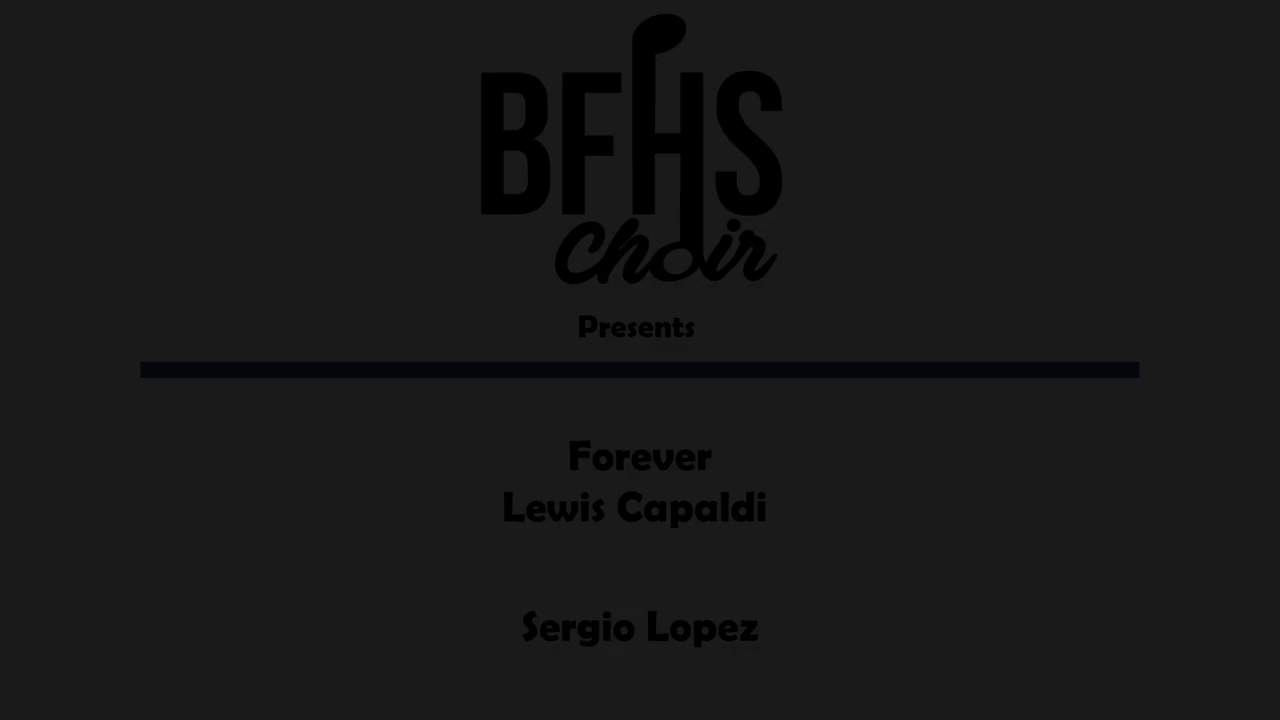 BFHS
choir
Presents
Forever
Lewis Capaldi
Sergio Lopez